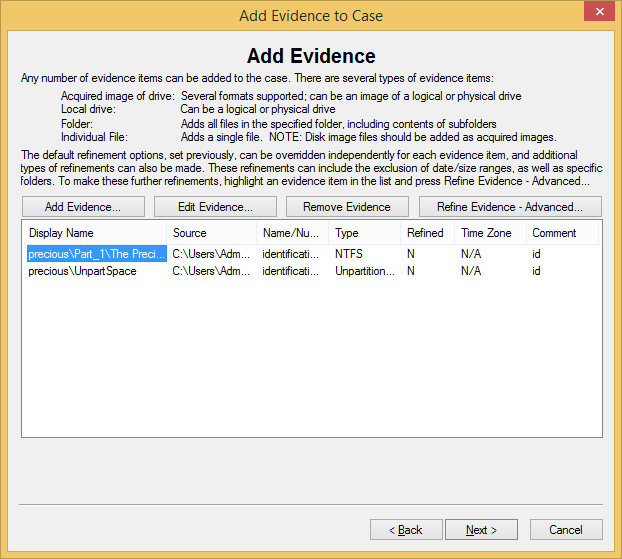 Add Evidence to Case
Add Evidence
Any number of evidence items can be added to the case. There are several types of evidence items:
Acquired image of drive: Several formats supported; can be an image of a logical or physical drive
Local drive: Can be a logical or physical drive
Folder: Adds all files in the specified folder, including contents of subfolders
Individual File: Adds a single file. NOTE: Disk image files should be added as acquired images.
The default refinement options, set previously, can be overridden independently for each evidence item, and additional
types of refinements can also be made. These refinements can include the exclusion of date/size ranges, as well as specific
folders. To make these further refinements, highlight an evidence item in the list and press Refine Evidence - Advanced...
Add Evidence... Edit Evidence... Remove Evidence Refine Evidence - Advanced...
Display Name Source Name/Nu... Type Refined Time Zone Comment
precious\Part_1\The Preci... C:\Users\Adm... identificati... NTFS N N/A id
precious\UnpartSpace C:\Users\Adm... identificati... Unpartition... N N/A id
< Back Next > Cancel